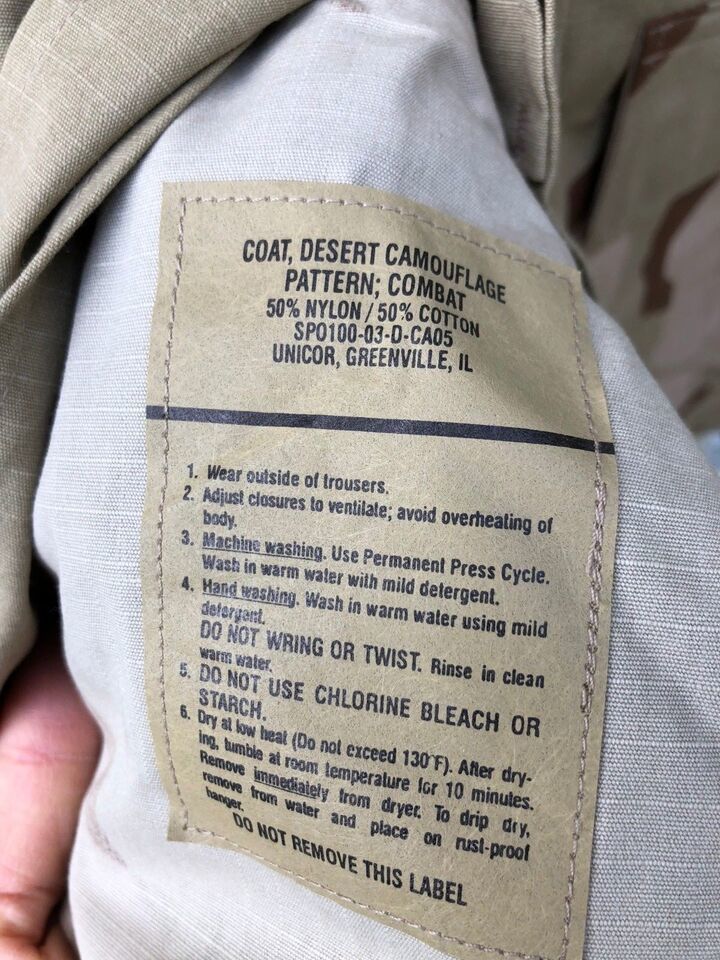 COAT, DESERT CAMOUFLAGE
PATTERN; COMBAT
50% NYLON / 50% COTTON
SPO100-03-D-CA05
UNICOR, GREENVILLE, IL
1. Wear outside of trousers.
2. Adjust closures to ventilate; avoid overheating of
body.
3. Machine washing. Use Permanent Press Cycle.
Wash in warm water with mild detergent.
4. Hand washing. Wash in warm water using mild
detergent.
DO NOT WRING OR TWIST. Rinse in clean
warm water.
5. DO NOT USE CHLORINE BLEACH OR
STARCH.
6. Dry at low heat (Do not exceed 130°F). After dry-
ing, tumble at room temperature for 10 minutes.
Remove immediately from dryer. To drip dry,
remove from water and place on rust-proof
hanger.
DO NOT REMOVE THIS LABEL